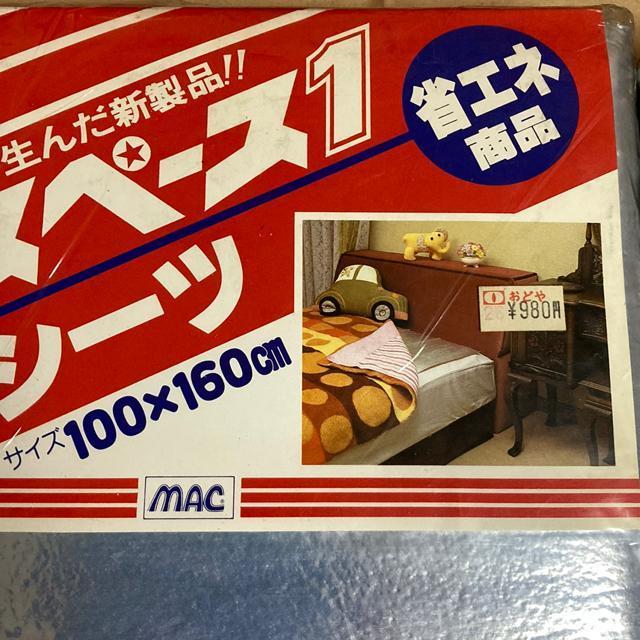 生んだ新製品!!
スペース1
シーツ
サイズ100×160cm
MAC
省エネ
商品
おどや
26 ¥980円